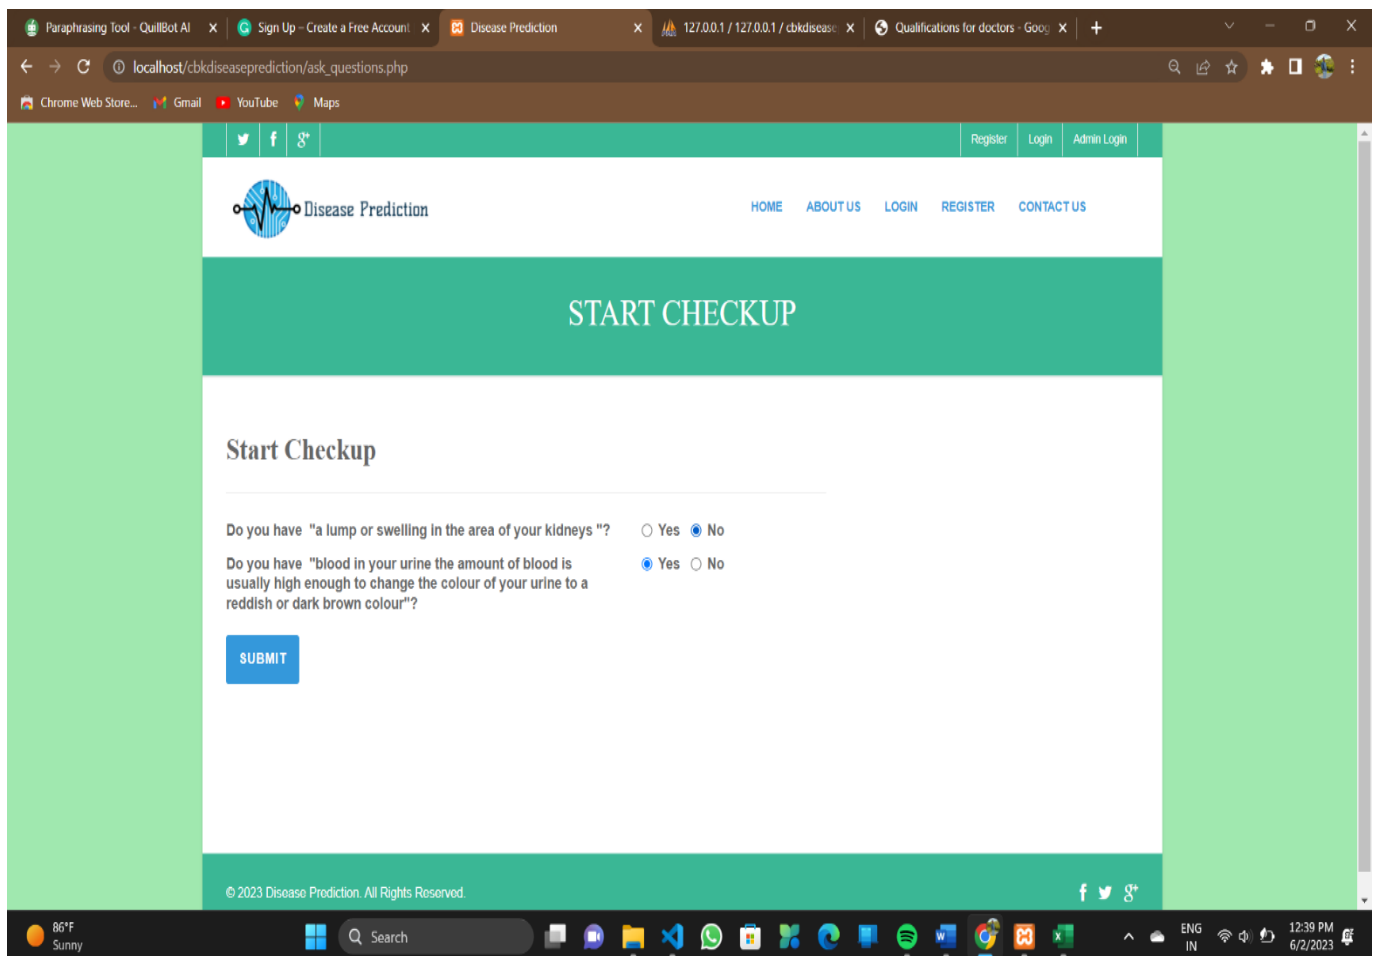 Paraphrasing Tool - QuillBot AI
Sign Up – Create a Free Account
Disease Prediction
127.0.0.1 / 127.0.0.1 / cbkdisease
Qualifications for doctors - Goog
localhost/cbkdiseaseprediction/ask_questions.php
Chrome Web Store... Gmail YouTube Maps
Register Login Admin Login
Disease Prediction
HOME ABOUT US LOGIN REGISTER CONTACT US
START CHECKUP
Start Checkup
Do you have "a lump or swelling in the area of your kidneys "? Yes No
Do you have "blood in your urine the amount of blood is Yes No
usually high enough to change the colour of your urine to a
reddish or dark brown colour"?
SUBMIT
© 2023 Disease Prediction. All Rights Reserved.
86°F
Sunny
Search
ENG
IN
12:39 PM
6/2/2023